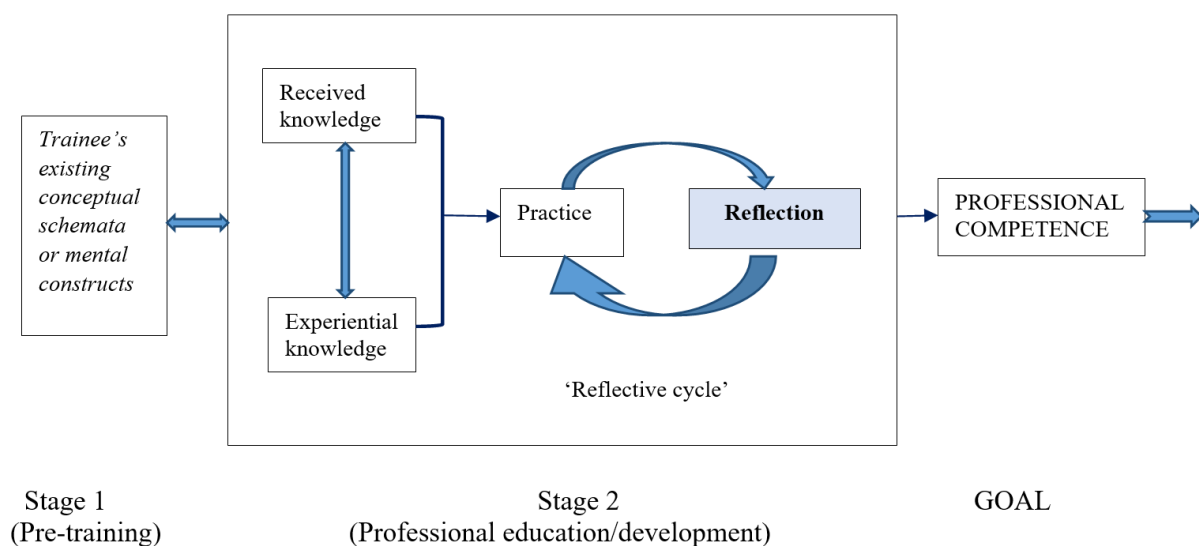 Trainee’s
existing
conceptual
schemata
or mental
constructs
Received
knowledge
Experiential
knowledge
Practice
Reflection
‘Reflective cycle’
PROFESSIONAL
COMPETENCE
Stage 1
(Pre-training)
Stage 2
(Professional education/development)
GOAL